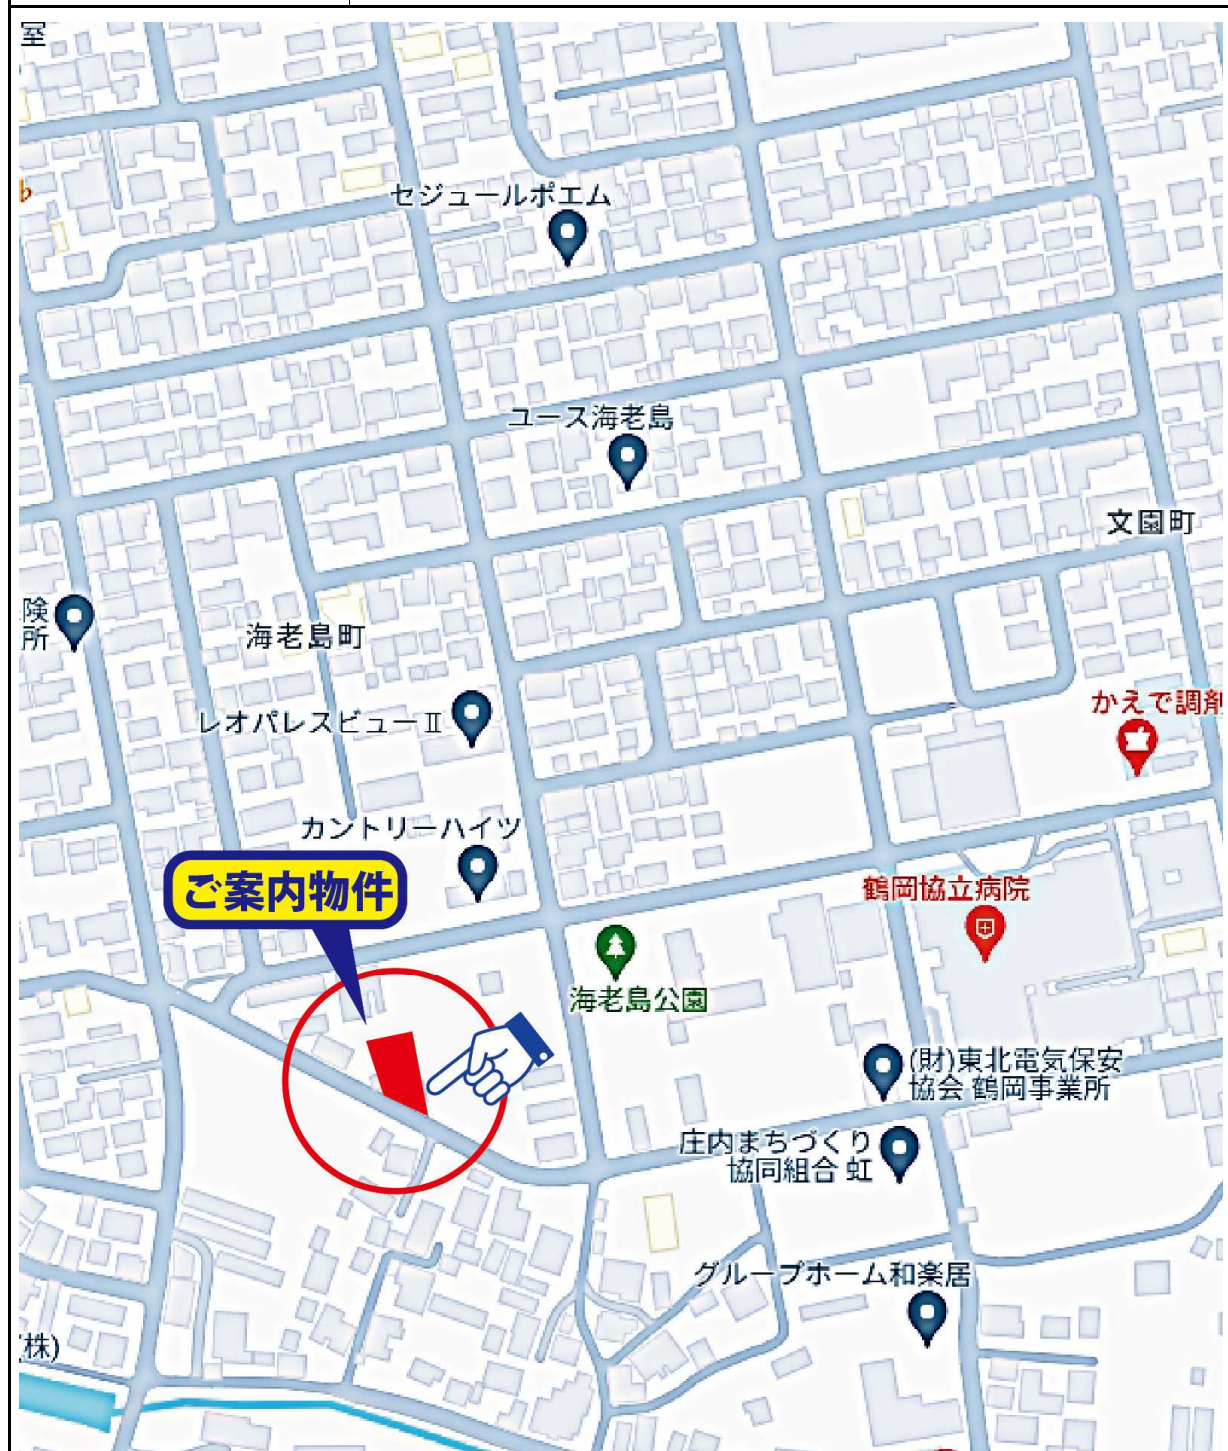 室
セジュールポエム
ユース海老島
文園町
険
所
海老島町
レオパレスビューⅡ
かえで調剤
カントリーハイツ
ご案内物件
鶴岡協立病院
海老島公園
(財)東北電気保安
協会 鶴岡事業所
庄内まちづくり
協同組合 虹
グループホーム和楽居
株)